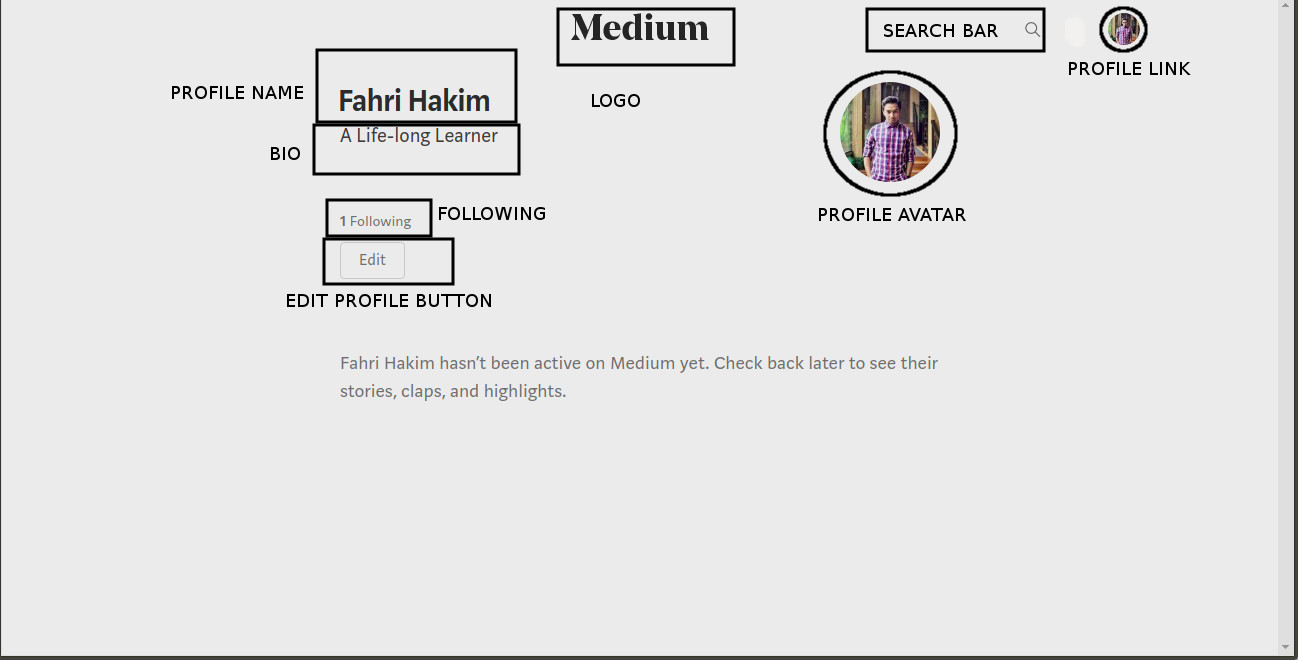 Medium
SEARCH BAR
PROFILE LINK
PROFILE NAME
Fahri Hakim
LOGO
BIO
A Life-long Learner
PROFILE AVATAR
1 Following
FOLLOWING
Edit
EDIT PROFILE BUTTON
Fahri Hakim hasn’t been active on Medium yet. Check back later to see their
stories, claps, and highlights.